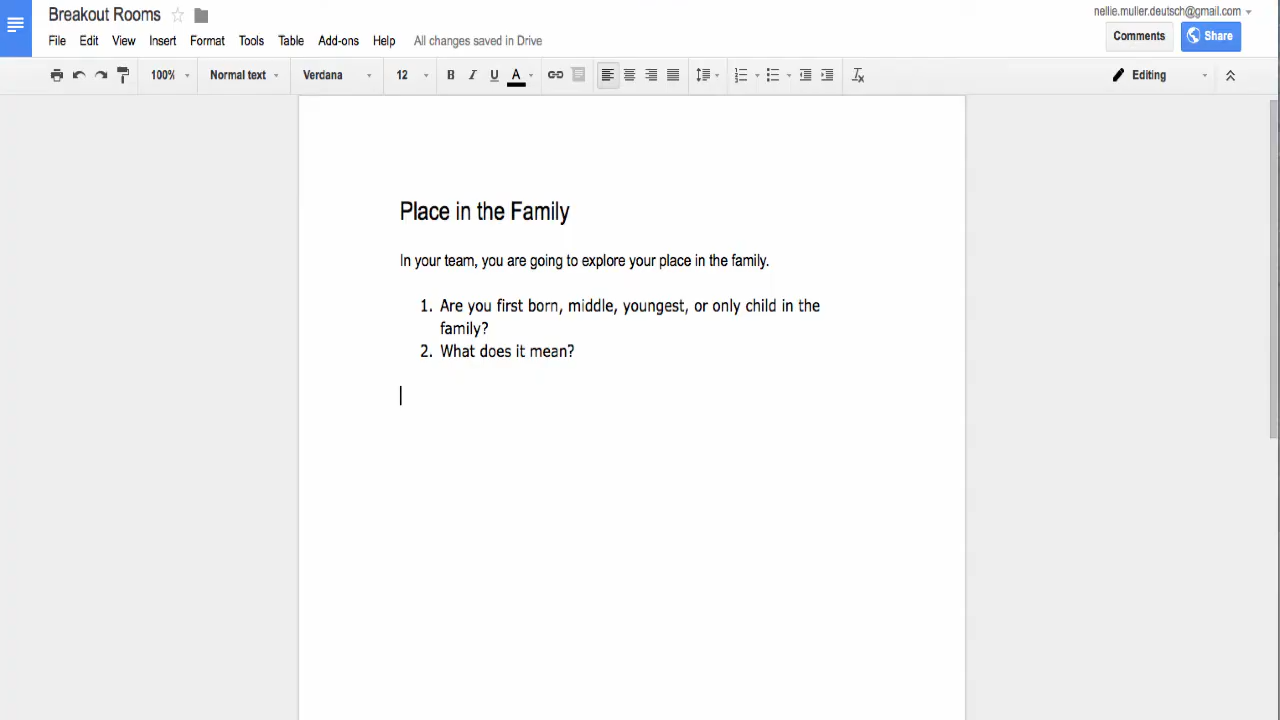 Breakout Rooms
nellie.muller.deutsch@gmail.com
File Edit View Insert Format Tools Table Add-ons Help All changes saved in Drive
Comments Share
100% Normal text Verdana 12 B I U A Editing
Place in the Family
In your team, you are going to explore your place in the family.
1. Are you first born, middle, youngest, or only child in the
family?
2. What does it mean?